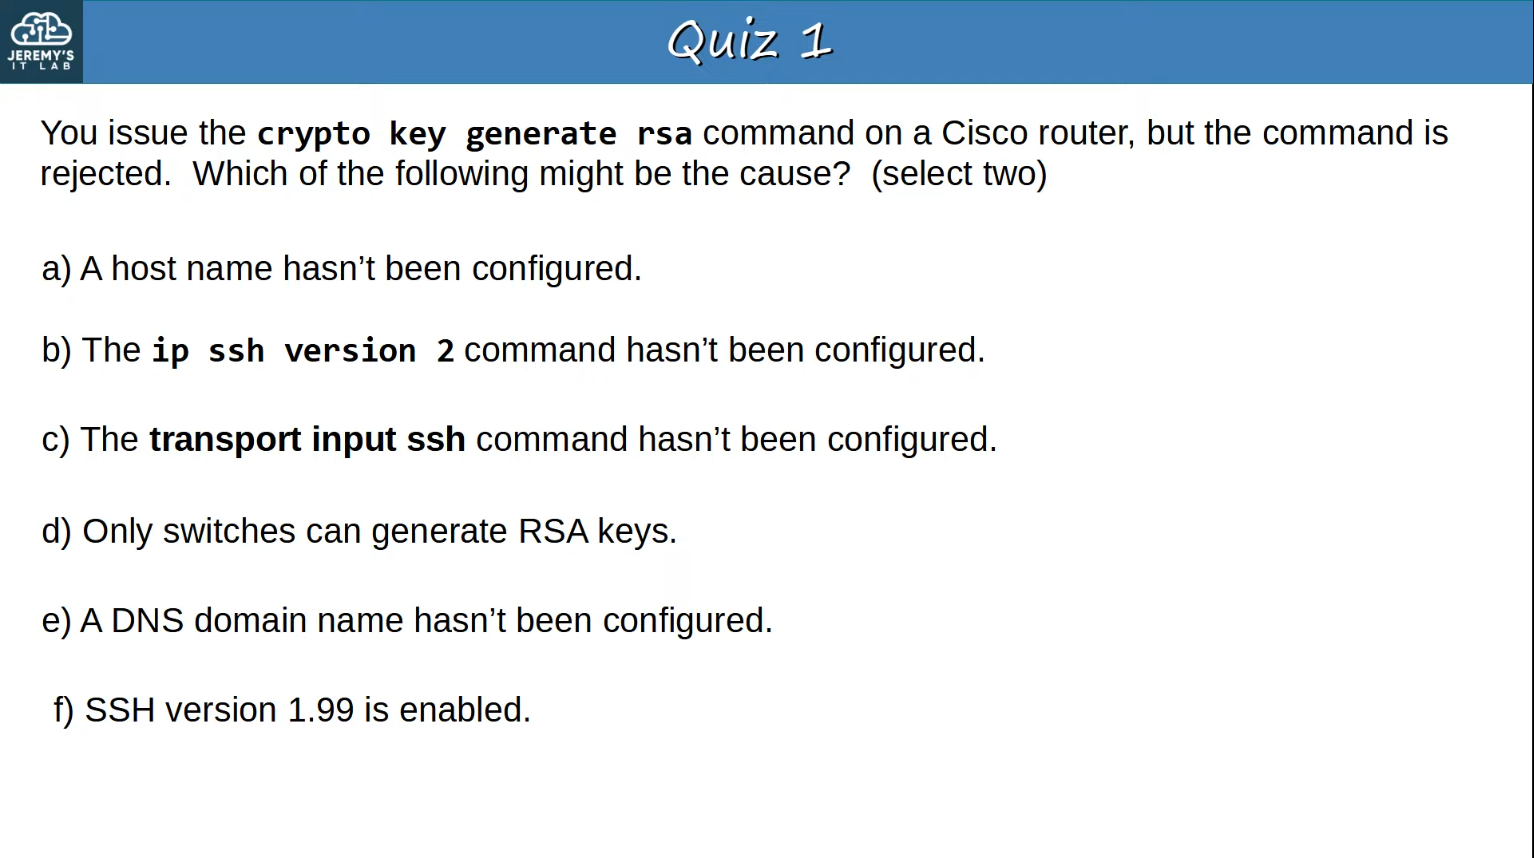 JEREMY'S
IT LAB
Quiz 1
You issue the crypto key generate rsa command on a Cisco router, but the command is
rejected.  Which of the following might be the cause?  (select two)
a) A host name hasn’t been configured.
b) The ip ssh version 2 command hasn’t been configured.
c) The transport input ssh command hasn’t been configured.
d) Only switches can generate RSA keys.
e) A DNS domain name hasn’t been configured.
f) SSH version 1.99 is enabled.